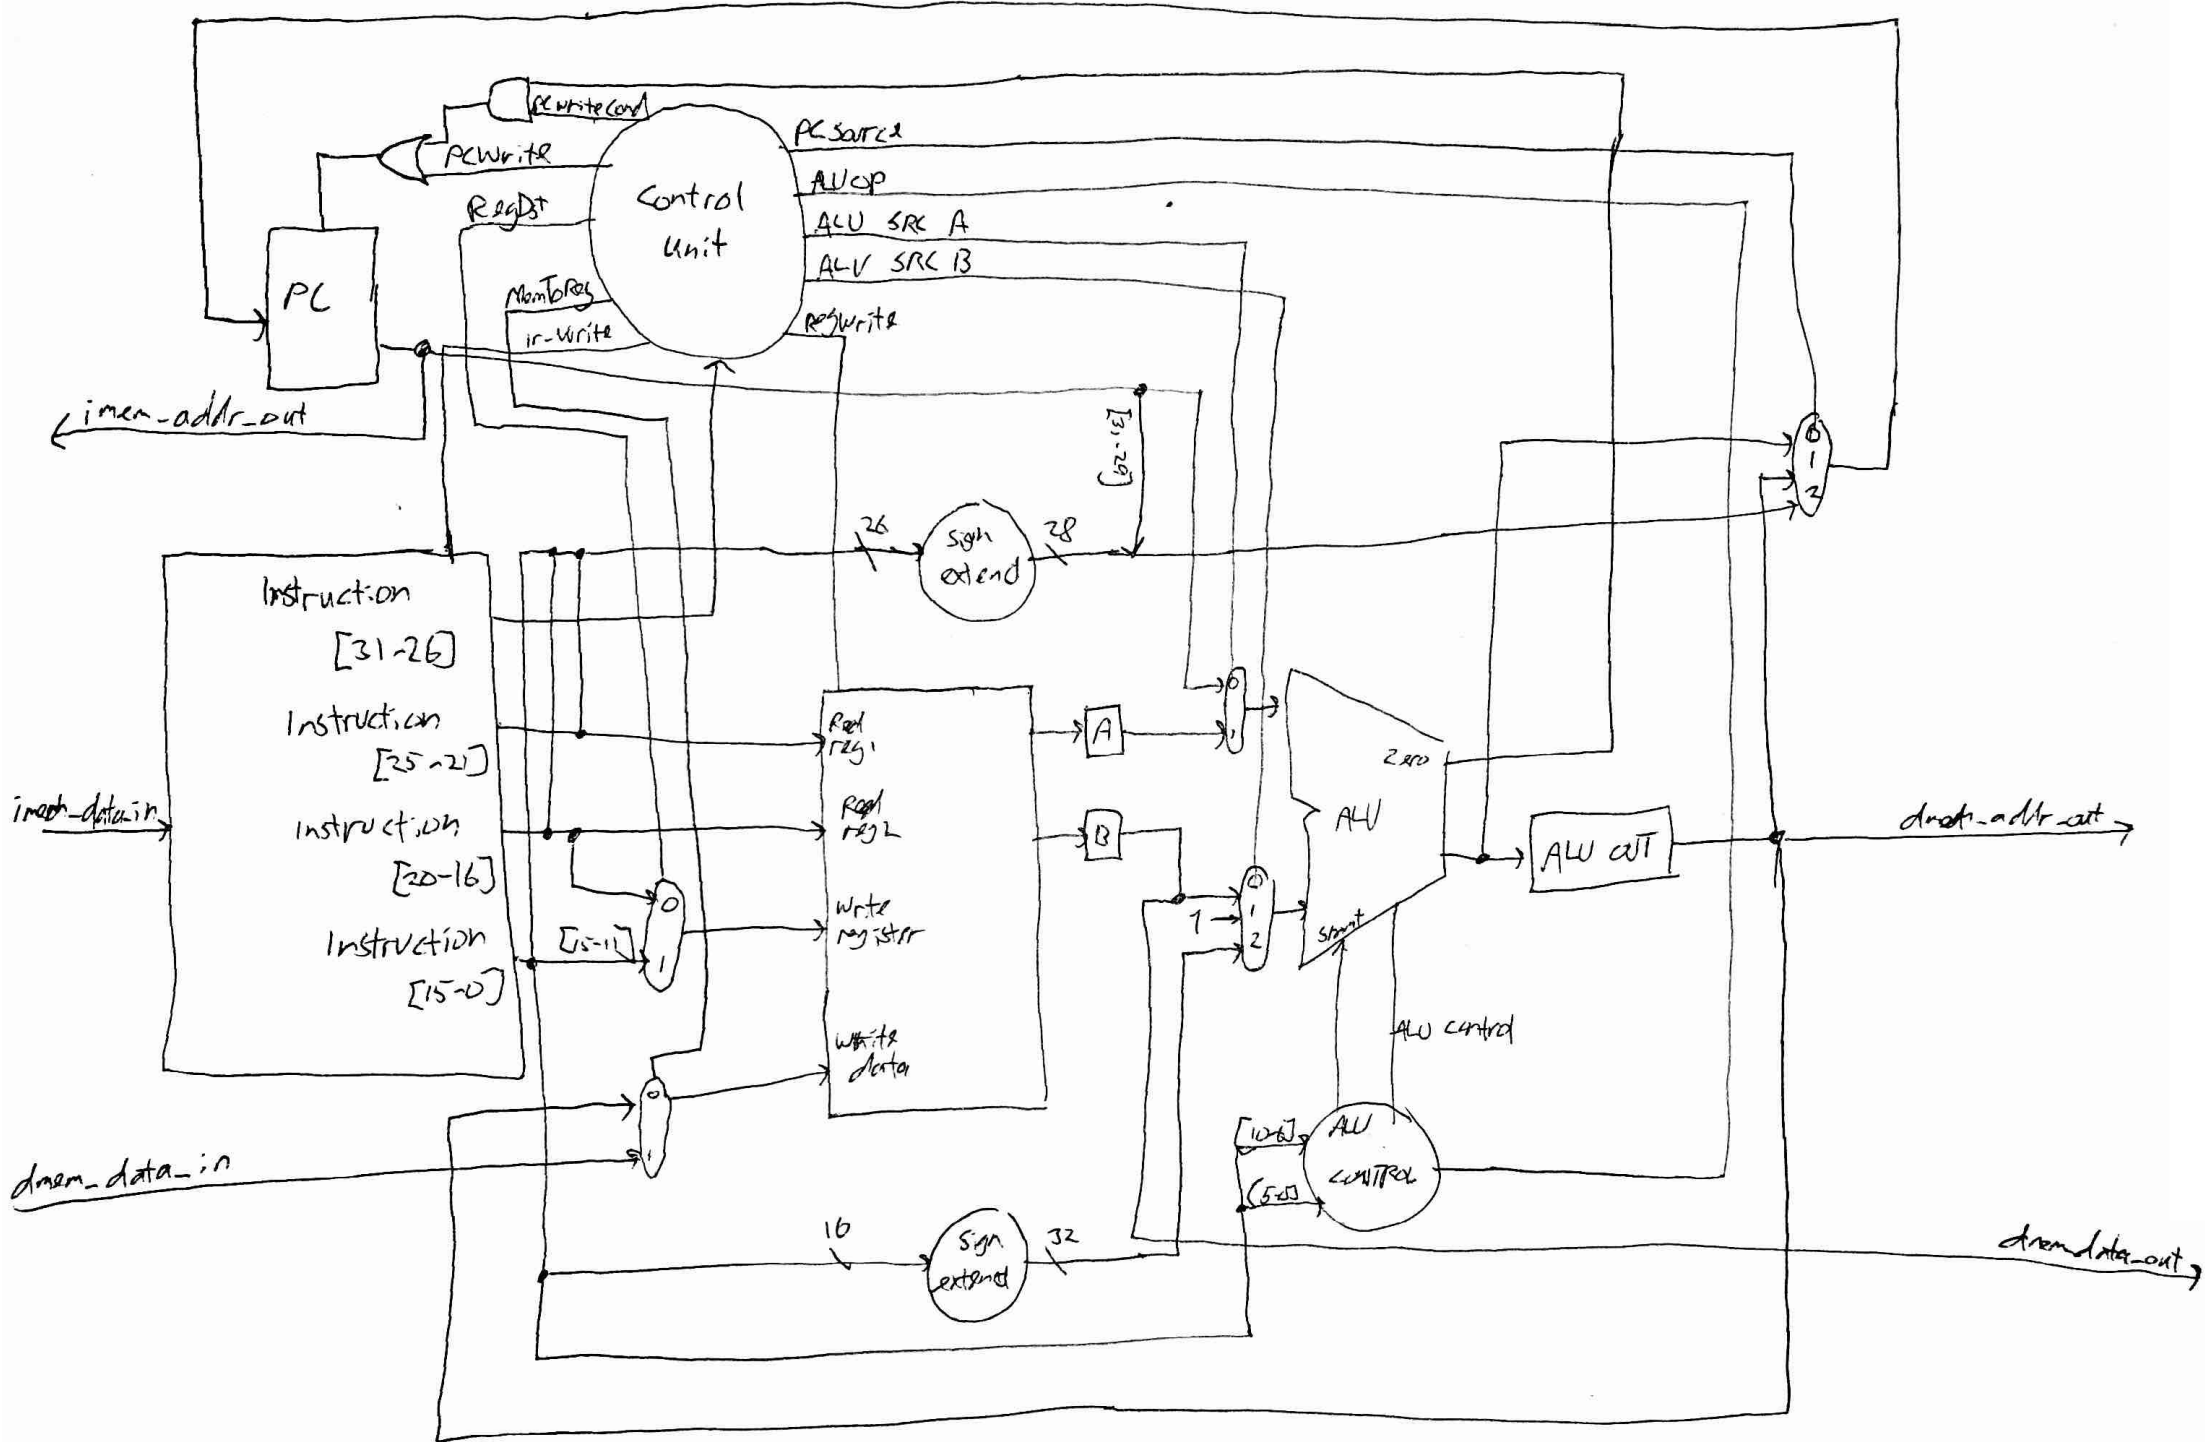 PCWriteCond
PCSource
PCWrite
ALUOP
Control
unit
RegDst
ALU SRC A
ALU SRC B
MemToReg
RegWrite
ir-write
PC
imem_addr_out
[31-29]
0
1
2
26
Sign
extend
28
Instruction
[31-26]
Instruction
[25-21]
Instruction
[20-16]
Instruction
[15-0]
imem_data_in
Read
reg1
Read
reg2
Write
register
Write
data
A
B
0
1
Zero
ALU
Shamt
ALU OUT
dmem_addr_out
0
1
2
1
[15-11]
0
1
0
1
ALU control
ALU
CONTROL
[10-6]
[5-0]
dmem_data_in
16
Sign
extend
32
dmem_data_out